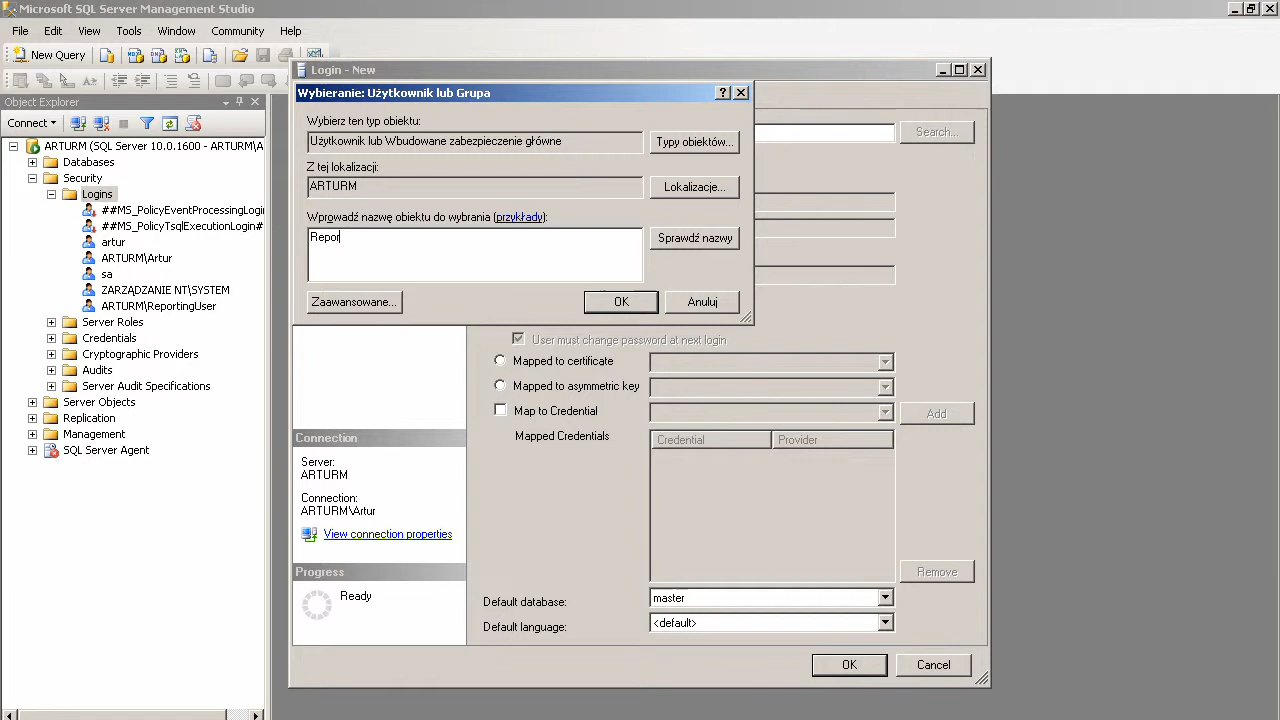 Microsoft SQL Server Management Studio
File Edit View Tools Window Community Help
New Query
Object Explorer
Connect
ARTURM (SQL Server 10.0.1600 - ARTURM\A
Databases
Security
Logins
##MS_PolicyEventProcessingLogi
##MS_PolicyTsqlExecutionLogin#
artur
ARTURM\Artur
sa
ZARZĄDZANIE NT\SYSTEM
ARTURM\ReportingUser
Server Roles
Credentials
Cryptographic Providers
Audits
Server Audit Specifications
Server Objects
Replication
Management
SQL Server Agent
Login - New
Wybieranie: Użytkownik lub Grupa
Wybierz ten typ obiektu:
Użytkownik lub Wbudowane zabezpieczenie główne
Typy obiektów...
Z tej lokalizacji:
ARTURM
Lokalizacje...
Wprowadź nazwę obiektu do wybrania (przykłady):
Repor
Sprawdź nazwy
Zaawansowane...
OK
Anuluj
Search...
User must change password at next login
Mapped to certificate
Mapped to asymmetric key
Map to Credential
Add
Mapped Credentials
Credential Provider
Remove
Default database:
master
Default language:
<default>
Connection
Server:
ARTURM
Connection:
ARTURM\Artur
View connection properties
Progress
Ready
OK
Cancel